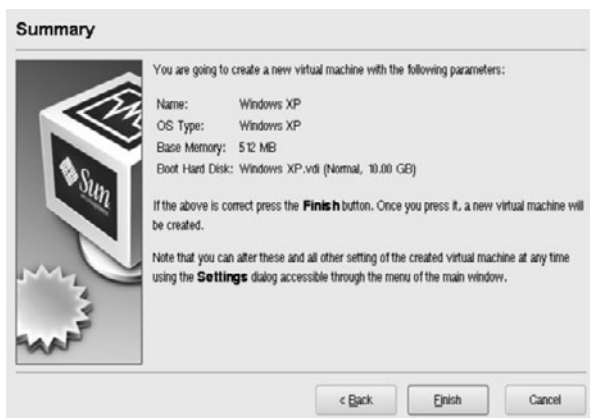 Summary
You are going to create a new virtual machine with the following parameters:
Name: Windows XP
OS Type: Windows XP
Base Memory: 512 MB
Boot Hard Disk: Windows XP.vdi (Normal, 10.00 GB)
If the above is correct press the Finish button. Once you press it, a new virtual machine will
be created.
Note that you can alter these and all other setting of the created virtual machine at any time
using the Settings dialog accessible through the menu of the main window.
Sun
< Back
Finish
Cancel